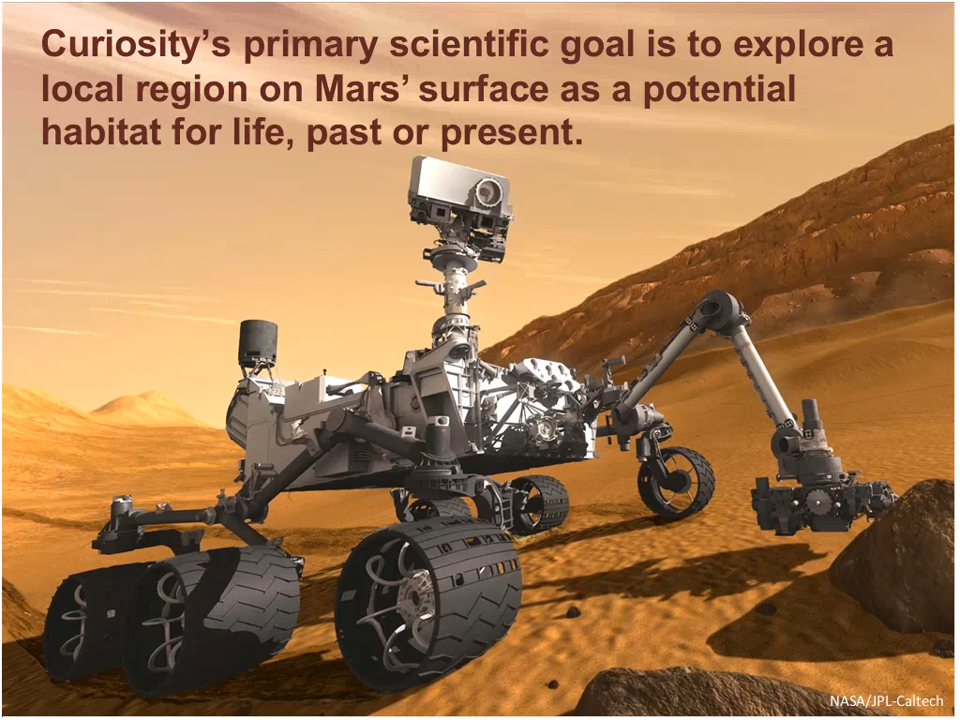 Curiosity’s primary scientific goal is to explore a
local region on Mars’ surface as a potential
habitat for life, past or present.
NASA/JPL-Caltech